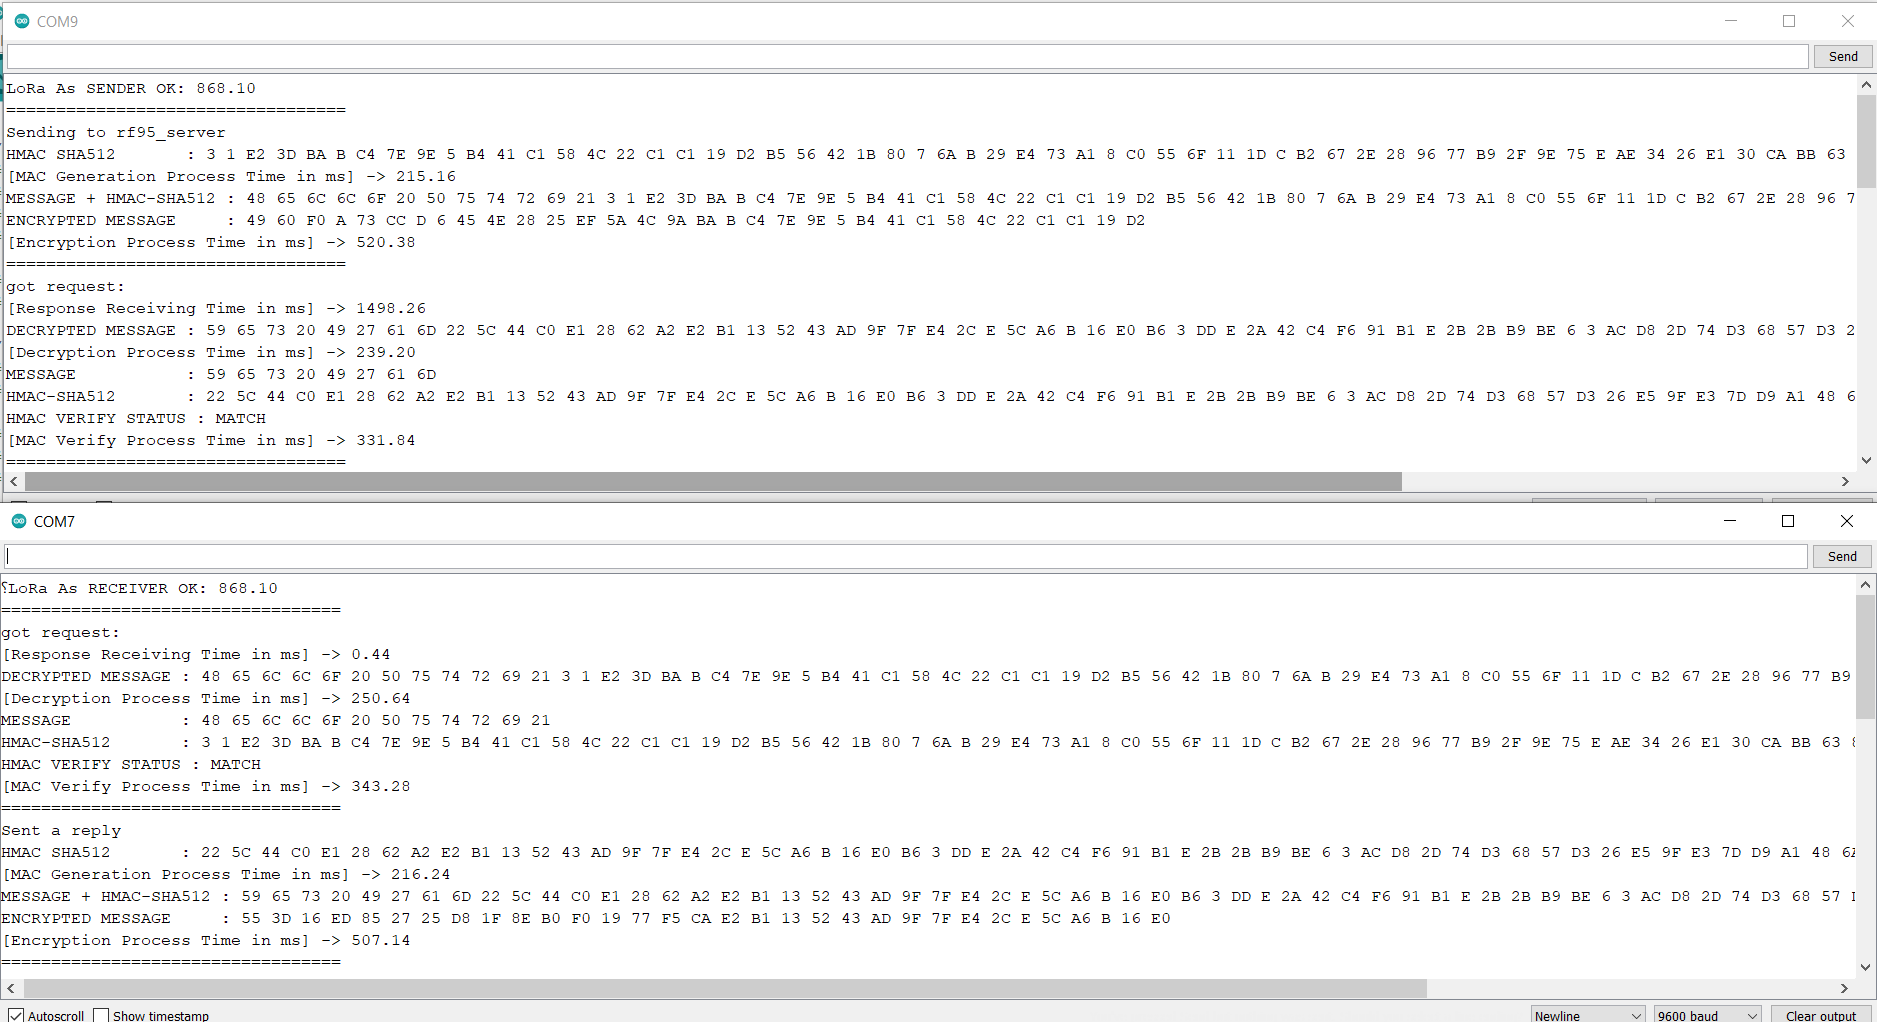 COM9
Send
LoRa As SENDER OK: 868.10
==================================
Sending to rf95_server
HMAC SHA512 : 3 1 E2 3D BA B C4 7E 9E 5 B4 41 C1 58 4C 22 C1 C1 19 D2 B5 56 42 1B 80 7 6A B 29 E4 73 A1 8 C0 55 6F 11 1D C B2 67 2E 28 96 77 B9 2F 9E 75 E AE 34 26 E1 30 CA BB 63
[MAC Generation Process Time in ms] -> 215.16
MESSAGE + HMAC-SHA512 : 48 65 6C 6C 6F 20 50 75 74 72 69 21 3 1 E2 3D BA B C4 7E 9E 5 B4 41 C1 58 4C 22 C1 C1 19 D2 B5 56 42 1B 80 7 6A B 29 E4 73 A1 8 C0 55 6F 11 1D C B2 67 2E 28 96 7
ENCRYPTED MESSAGE : 49 60 F0 A 73 CC D 6 45 4E 28 25 EF 5A 4C 9A BA B C4 7E 9E 5 B4 41 C1 58 4C 22 C1 C1 19 D2
[Encryption Process Time in ms] -> 520.38
==================================
got request:
[Response Receiving Time in ms] -> 1498.26
DECRYPTED MESSAGE : 59 65 73 20 49 27 61 6D 22 5C 44 C0 E1 28 62 A2 E2 B1 13 52 43 AD 9F 7F E4 2C E 5C A6 B 16 E0 B6 3 DD E 2A 42 C4 F6 91 B1 E 2B 2B B9 BE 6 3 AC D8 2D 74 D3 68 57 D3 2
[Decryption Process Time in ms] -> 239.20
MESSAGE : 59 65 73 20 49 27 61 6D
HMAC-SHA512 : 22 5C 44 C0 E1 28 62 A2 E2 B1 13 52 43 AD 9F 7F E4 2C E 5C A6 B 16 E0 B6 3 DD E 2A 42 C4 F6 91 B1 E 2B 2B B9 BE 6 3 AC D8 2D 74 D3 68 57 D3 26 E5 9F E3 7D D9 A1 48 6
HMAC VERIFY STATUS : MATCH
[MAC Verify Process Time in ms] -> 331.84
==================================
COM7
Send
⸮LoRa As RECEIVER OK: 868.10
==================================
got request:
[Response Receiving Time in ms] -> 0.44
DECRYPTED MESSAGE : 48 65 6C 6C 6F 20 50 75 74 72 69 21 3 1 E2 3D BA B C4 7E 9E 5 B4 41 C1 58 4C 22 C1 C1 19 D2 B5 56 42 1B 80 7 6A B 29 E4 73 A1 8 C0 55 6F 11 1D C B2 67 2E 28 96 77 B9
[Decryption Process Time in ms] -> 250.64
MESSAGE : 48 65 6C 6C 6F 20 50 75 74 72 69 21
HMAC-SHA512 : 3 1 E2 3D BA B C4 7E 9E 5 B4 41 C1 58 4C 22 C1 C1 19 D2 B5 56 42 1B 80 7 6A B 29 E4 73 A1 8 C0 55 6F 11 1D C B2 67 2E 28 96 77 B9 2F 9E 75 E AE 34 26 E1 30 CA BB 63 8
HMAC VERIFY STATUS : MATCH
[MAC Verify Process Time in ms] -> 343.28
==================================
Sent a reply
HMAC SHA512 : 22 5C 44 C0 E1 28 62 A2 E2 B1 13 52 43 AD 9F 7F E4 2C E 5C A6 B 16 E0 B6 3 DD E 2A 42 C4 F6 91 B1 E 2B 2B B9 BE 6 3 AC D8 2D 74 D3 68 57 D3 26 E5 9F E3 7D D9 A1 48 6A
[MAC Generation Process Time in ms] -> 216.24
MESSAGE + HMAC-SHA512 : 59 65 73 20 49 27 61 6D 22 5C 44 C0 E1 28 62 A2 E2 B1 13 52 43 AD 9F 7F E4 2C E 5C A6 B 16 E0 B6 3 DD E 2A 42 C4 F6 91 B1 E 2B 2B B9 BE 6 3 AC D8 2D 74 D3 68 57 D
ENCRYPTED MESSAGE : 55 3D 16 ED 85 27 25 D8 1F 8E B0 F0 19 77 F5 CA E2 B1 13 52 43 AD 9F 7F E4 2C E 5C A6 B 16 E0
[Encryption Process Time in ms] -> 507.14
==================================
Autoscroll Show timestamp Newline 9600 baud Clear output